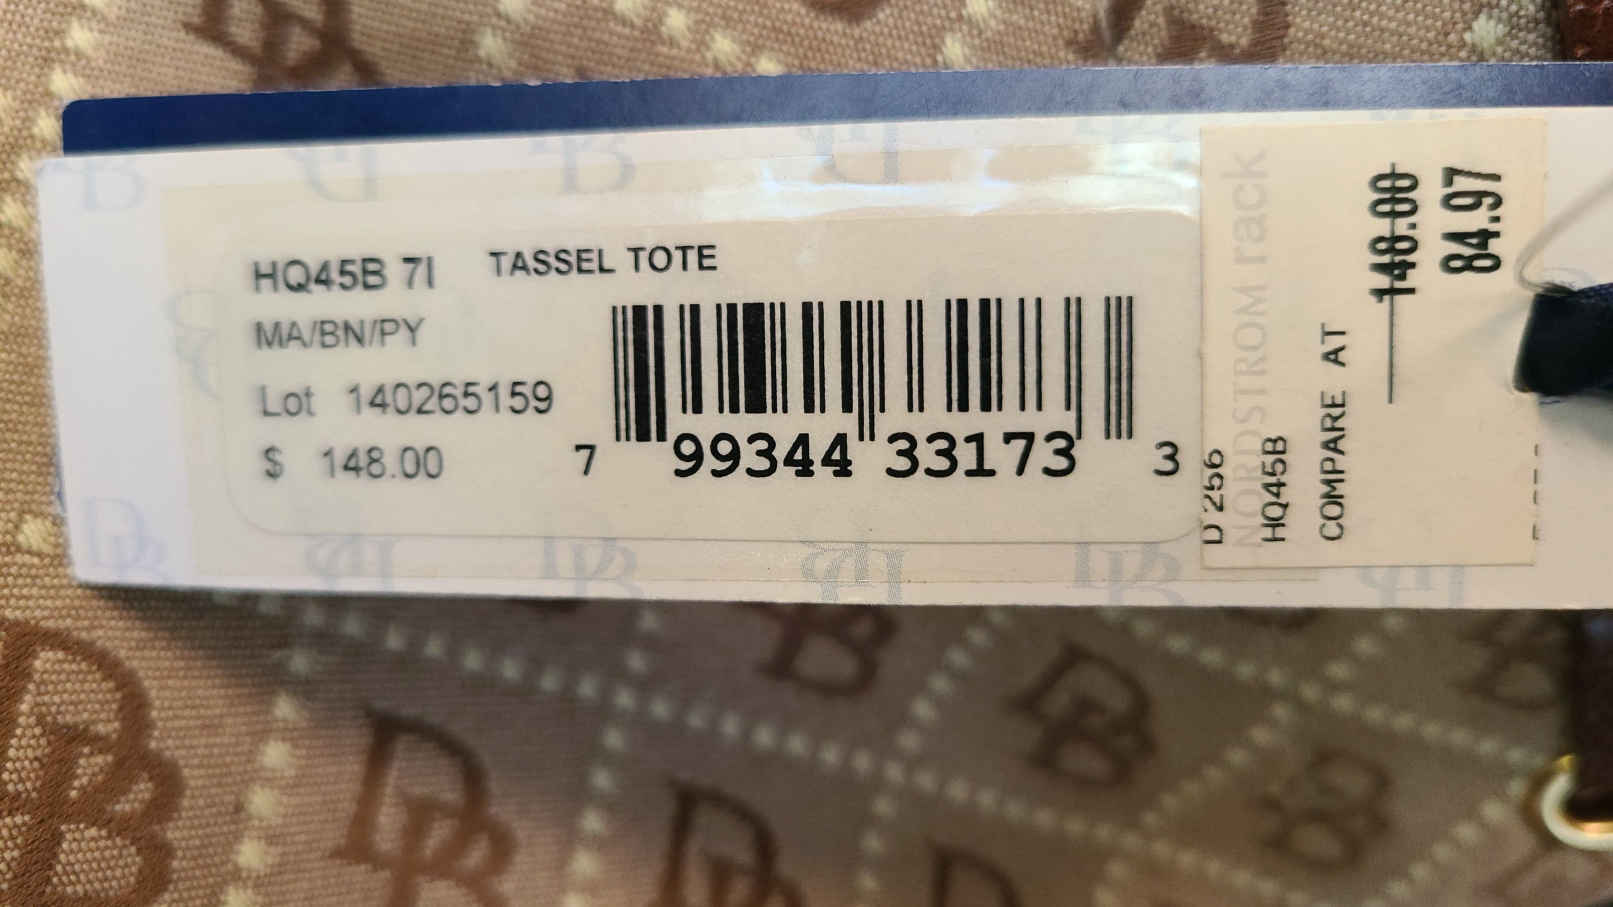 HQ45B 7I TASSEL TOTE
MA/BN/PY
Lot 140265159
$ 148.00
7 99344 33173 3
D 256
NORDSTROM rack
HQ45B
COMPARE AT
148.00
84.97